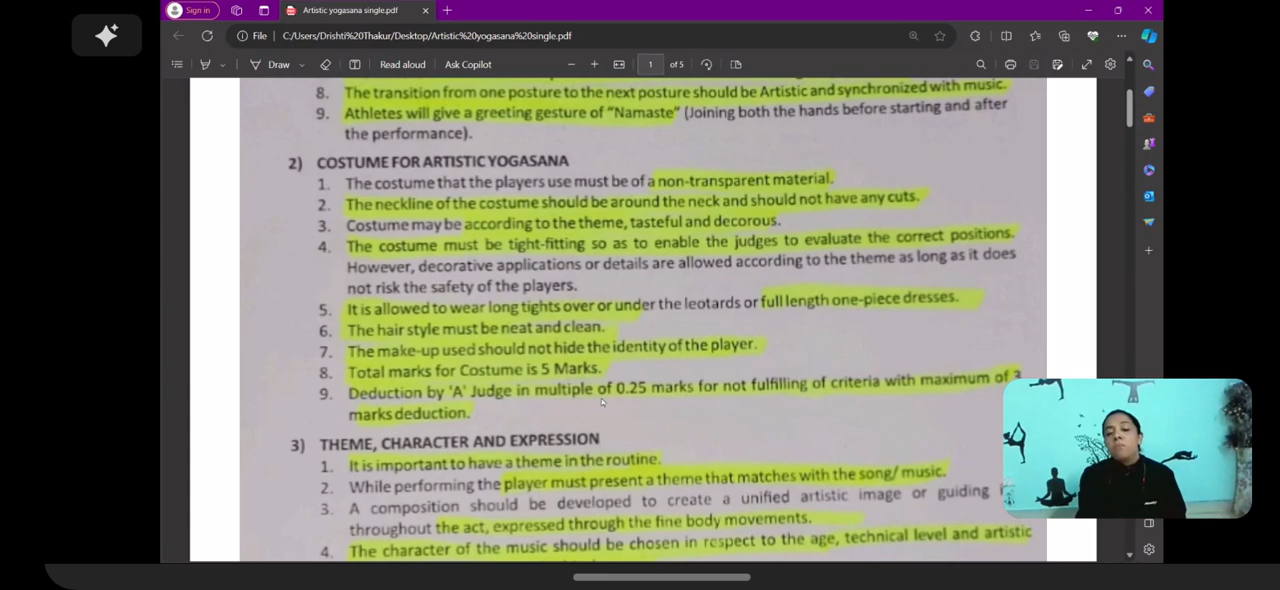 Sign in
Artistic yogasana single.pdf
File
C:/Users/Drishti%20Thakur/Desktop/Artistic%20yogasana%20single.pdf
Draw
Read aloud
Ask Copilot
1
of 5
8. The transition from one posture to the next posture should be Artistic and synchronized with music.
9. Athletes will give a greeting gesture of "Namaste" (Joining both the hands before starting and after
the performance).
2) COSTUME FOR ARTISTIC YOGASANA
1. The costume that the players use must be of a non-transparent material.
2. The neckline of the costume should be around the neck and should not have any cuts.
3. Costume may be according to the theme, tasteful and decorous.
4. The costume must be tight-fitting so as to enable the judges to evaluate the correct positions.
However, decorative applications or details are allowed according to the theme as long as it does
not risk the safety of the players.
5. It is allowed to wear long tights over or under the leotards or full length one-piece dresses.
6. The hair style must be neat and clean.
7. The make-up used should not hide the identity of the player.
8. Total marks for Costume is 5 Marks.
9. Deduction by 'A' Judge in multiple of 0.25 marks for not fulfilling of criteria with maximum of 3
marks deduction.
3) THEME, CHARACTER AND EXPRESSION
1. It is important to have a theme in the routine.
2. While performing the player must present a theme that matches with the song/ music.
3. A composition should be developed to create a unified artistic image or guiding
throughout the act, expressed through the fine body movements.
4. The character of the music should be chosen in respect to the age, technical level and artistic